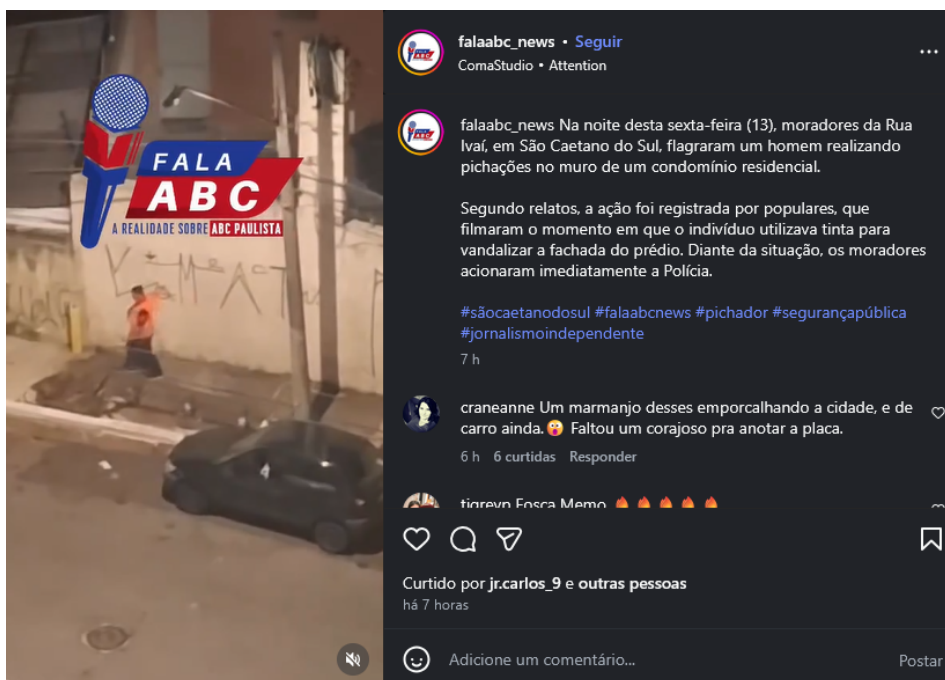 FALA
ABC
A REALIDADE SOBRE ABC PAULISTA
falaabc_news • Seguir
ComaStudio • Attention
falaabc_news Na noite desta sexta-feira (13), moradores da Rua
Ivaí, em São Caetano do Sul, flagraram um homem realizando
pichações no muro de um condomínio residencial.
Segundo relatos, a ação foi registrada por populares, que
filmaram o momento em que o indivíduo utilizava tinta para
vandalizar a fachada do prédio. Diante da situação, os moradores
acionaram imediatamente a Polícia.
#sãocaetanodosul #falaabcnews #pichador #segurançapública
#jornalismoindependente
7 h
craneanne Um marmanjo desses emporcalhando a cidade, e de
carro ainda.😲 Faltou um corajoso pra anotar a placa.
6 h 6 curtidas Responder
tigrevp Fosca Memo 🔥🔥🔥🔥🔥
Curtido por jr.carlos_9 e outras pessoas
há 7 horas
Adicione um comentário...
Postar